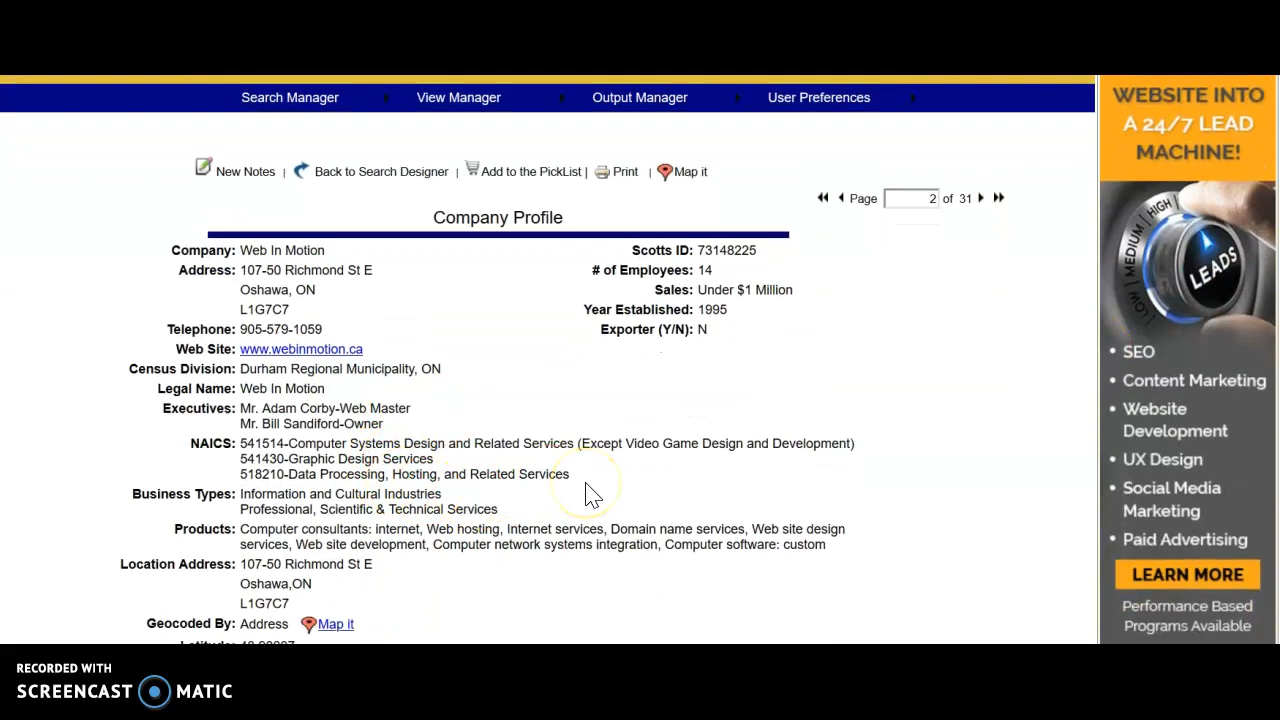 Search Manager View Manager Output Manager User Preferences
New Notes | Back to Search Designer | Add to the PickList | Print | Map it
Page 2 of 31
Company Profile
Company: Web In Motion
Address: 107-50 Richmond St E
Oshawa, ON
L1G7C7
Telephone: 905-579-1059
Web Site: www.webinmotion.ca
Census Division: Durham Regional Municipality, ON
Legal Name: Web In Motion
Executives: Mr. Adam Corby-Web Master
Mr. Bill Sandiford-Owner
Scotts ID: 73148225
# of Employees: 14
Sales: Under $1 Million
Year Established: 1995
Exporter (Y/N): N
NAICS: 541514-Computer Systems Design and Related Services (Except Video Game Design and Development)
541430-Graphic Design Services
518210-Data Processing, Hosting, and Related Services
Business Types: Information and Cultural Industries
Professional, Scientific & Technical Services
Products: Computer consultants: internet, Web hosting, Internet services, Domain name services, Web site design
services, Web site development, Computer network systems integration, Computer software: custom
Location Address: 107-50 Richmond St E
Oshawa,ON
L1G7C7
Geocoded By: Address Map it
WEBSITE INTO
A 24/7 LEAD
MACHINE!
LOW MEDIUM HIGH
LEADS
• SEO
• Content Marketing
• Website
Development
• UX Design
• Social Media
Marketing
• Paid Advertising
LEARN MORE
Performance Based
Programs Available
RECORDED WITH
SCREENCAST MATIC